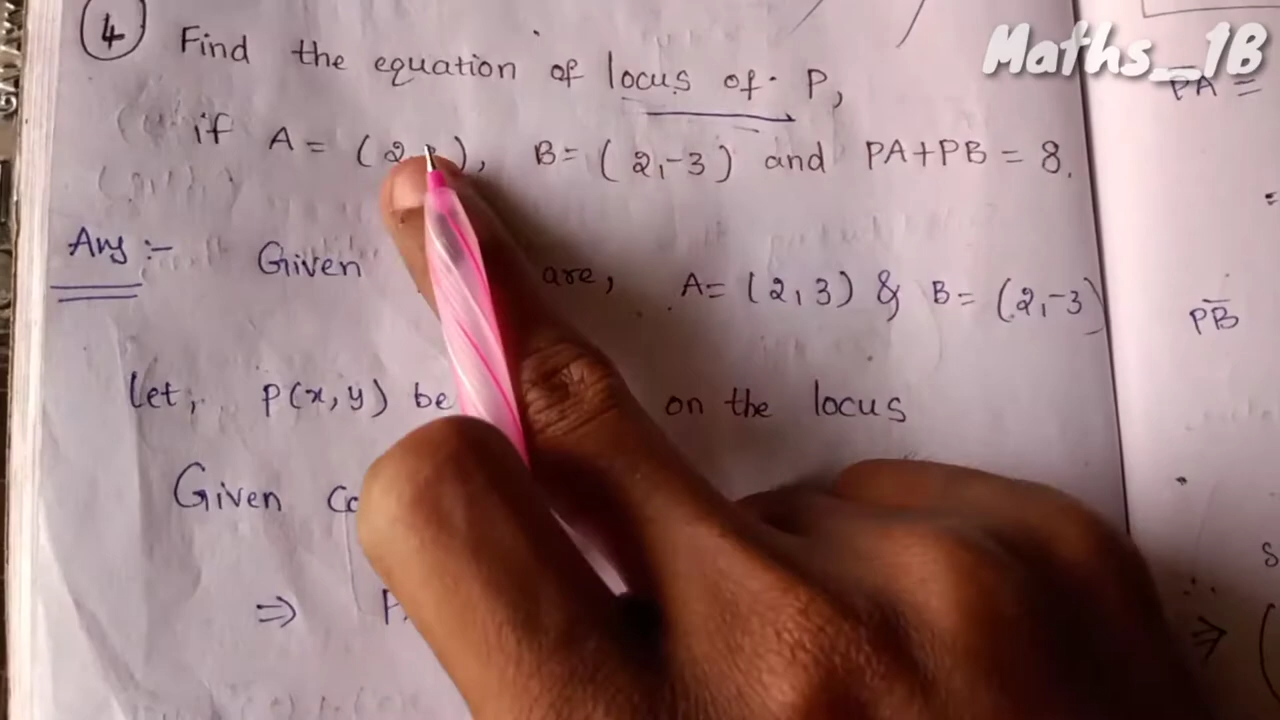 Maths_1B
4 Find the equation of locus of P,
if A = (2, ), B = (2,-3) and PA+PB = 8.
PA =
Ans :- Given are, A = (2,3) & B = (2,-3)
PB
Let, P(x,y) be on the locus
Given
⇒
⇒ (